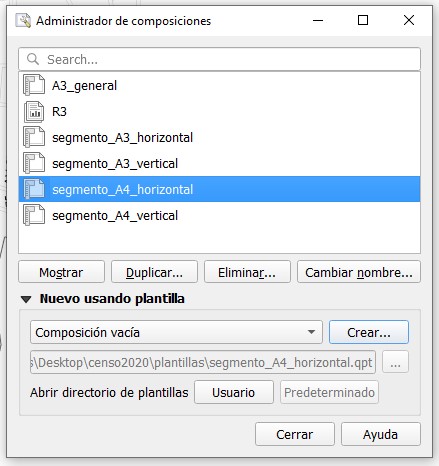 Administrador de composiciones
Search...
A3_general
R3
segmento_A3_horizontal
segmento_A3_vertical
segmento_A4_horizontal
segmento_A4_vertical
Mostrar Duplicar... Eliminar... Cambiar nombre...
Nuevo usando plantilla
Composición vacía Crear...
s\Desktop\censo2020\plantillas\segmento_A4_horizontal.qpt ...
Abrir directorio de plantillas Usuario Predeterminado
Cerrar Ayuda